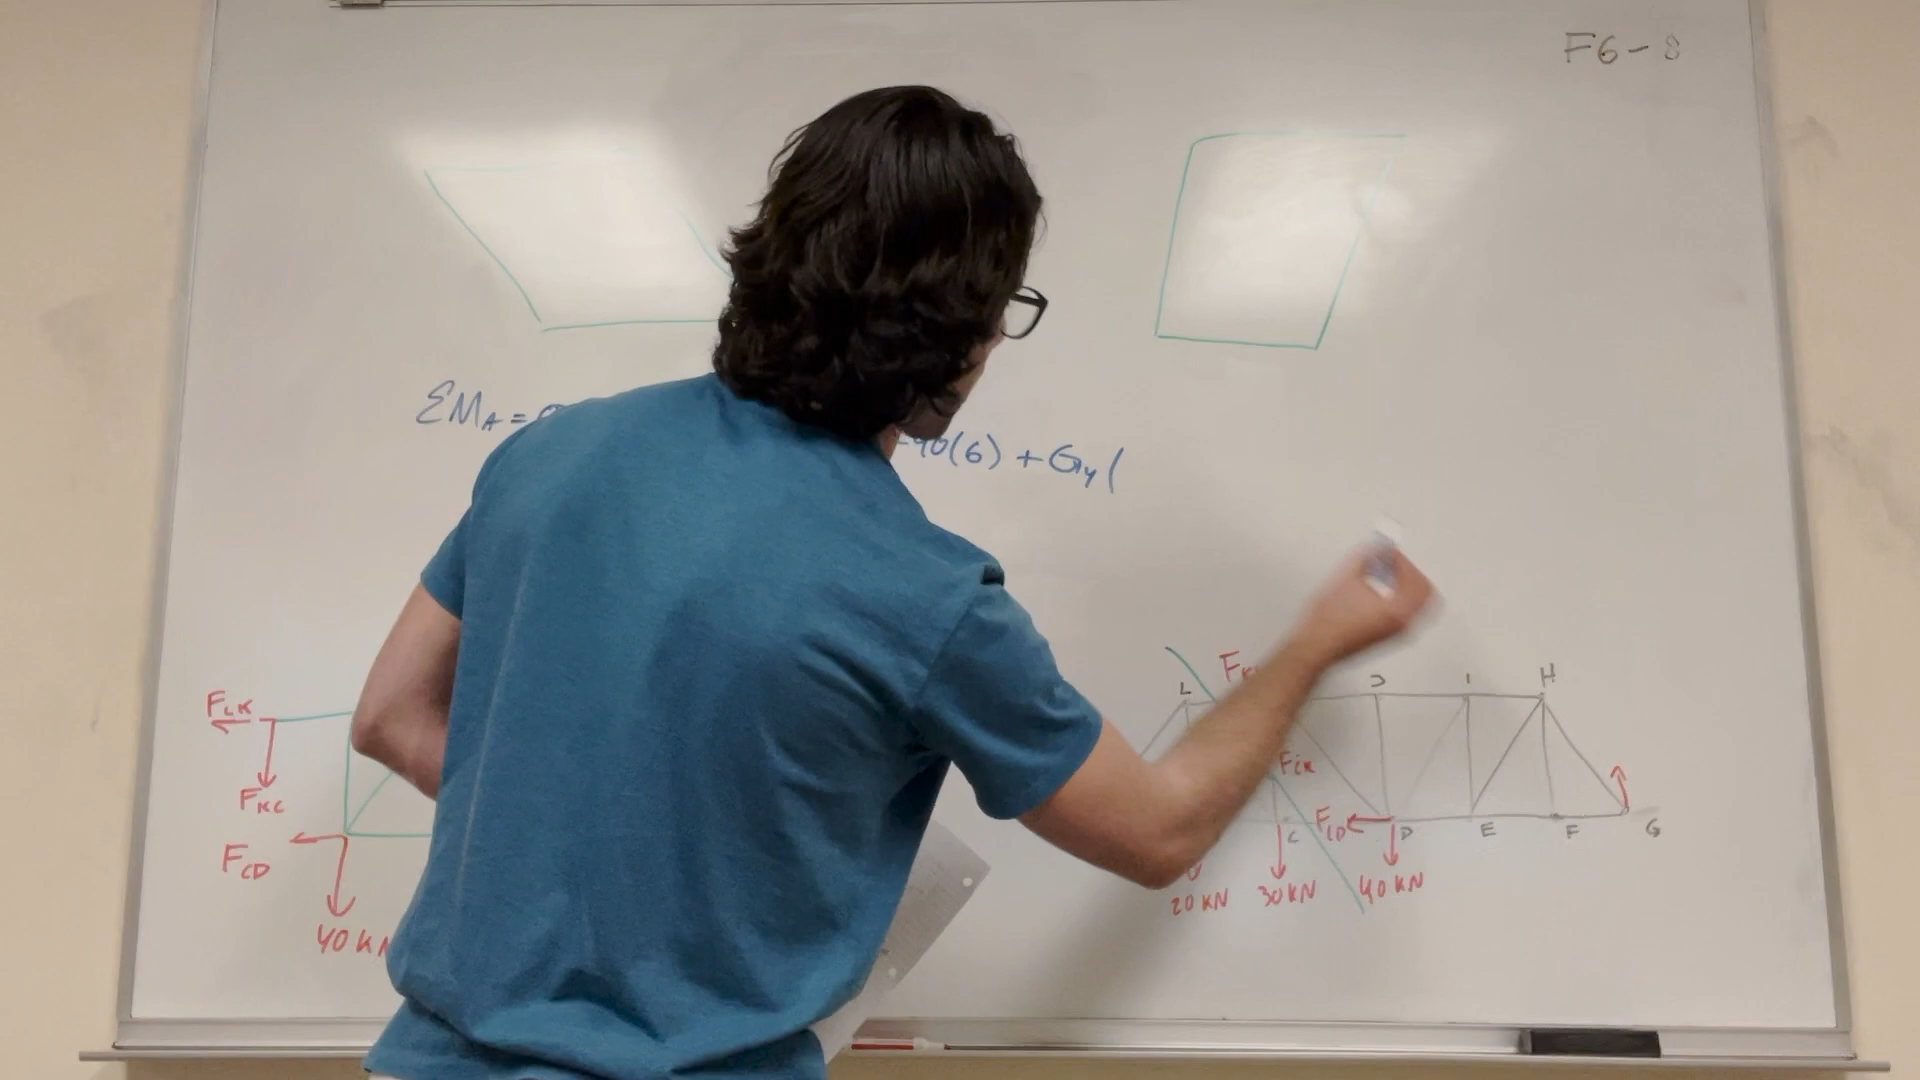 F6-8
ΣM_A = 0
-40(6) + G_y (
F_LK
F_KC
F_CD
40 KN
L
J
I
H
F_CK
F_CD
C
D
E
F
G
20 KN
30 KN
40 KN